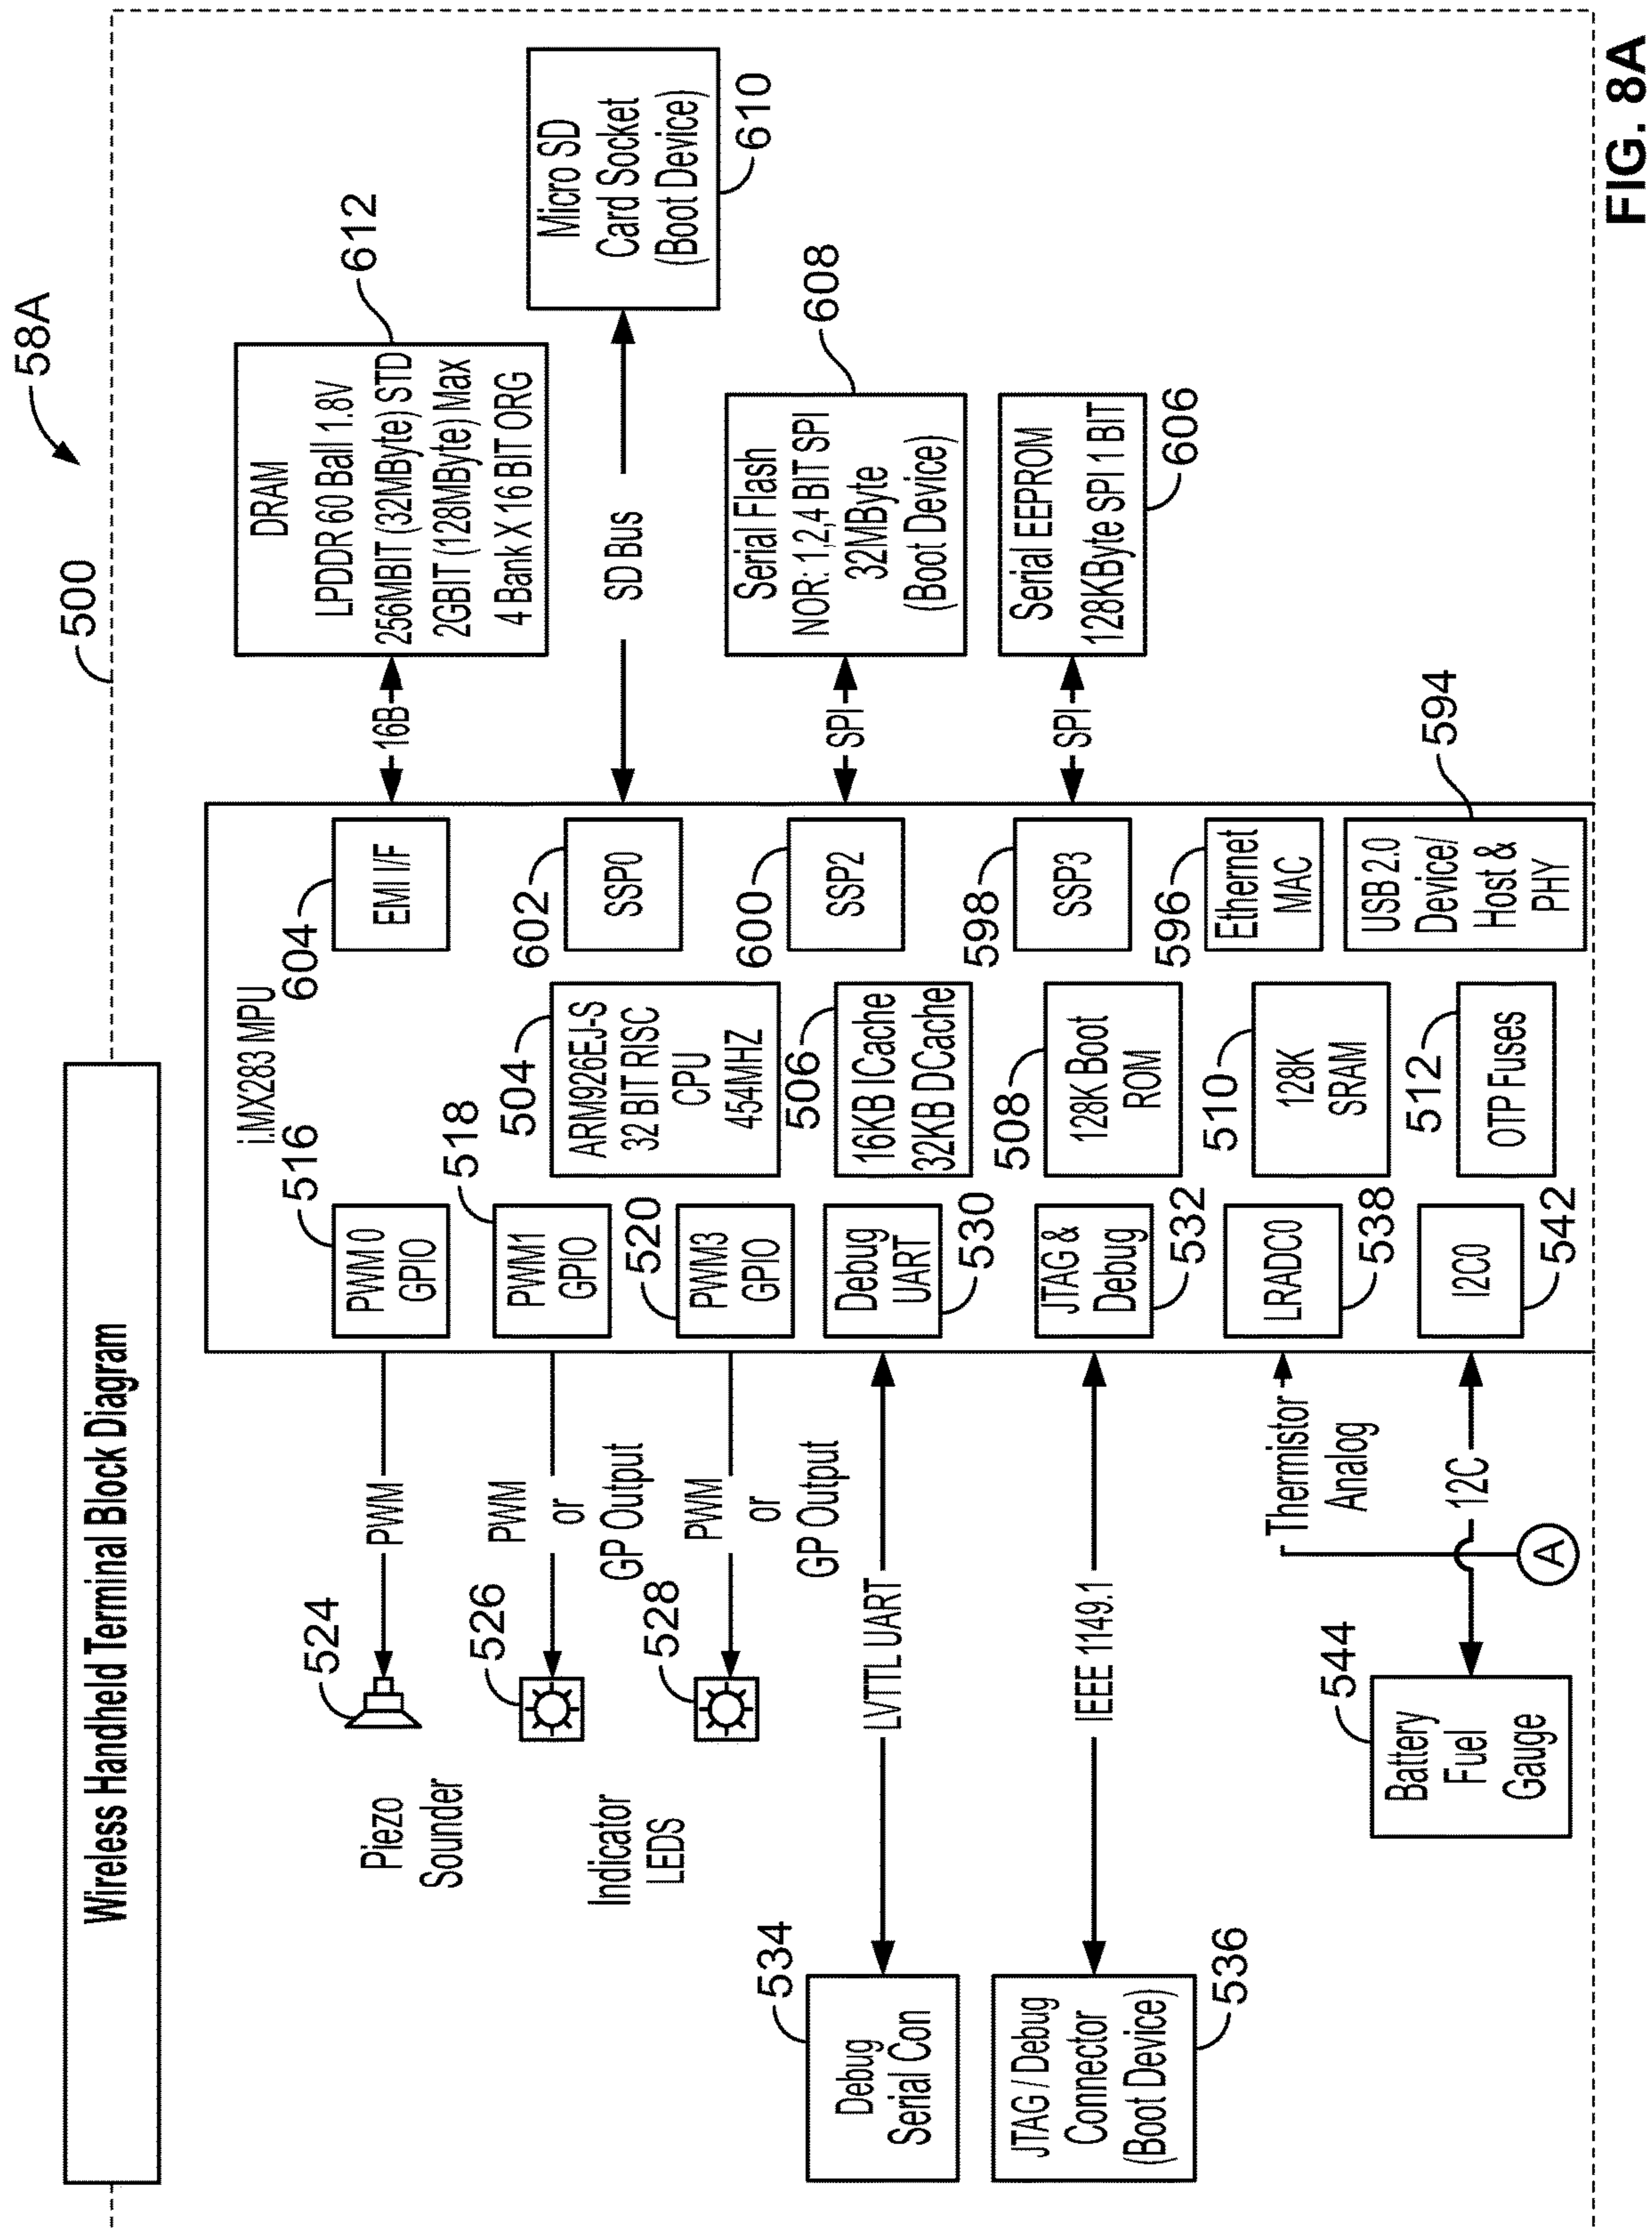 Wireless Handheld Terminal Block Diagram
500
58A
i.MX283 MPU
524
Piezo
Sounder
PWM
516
PWM 0
GPIO
604
EMI I/F
16B
DRAM
LPDDR 60 Ball 1.8V
256MBIT (32MByte) STD
2GBIT (128MByte) Max
4 Bank X 16 BIT ORG
612
526
Indicator
LEDS
PWM
or
GP Output
518
PWM1
GPIO
504
ARM926EJ-S
32 BIT RISC
CPU
454MHZ
602
SSP0
SD Bus
Micro SD
Card Socket
(Boot Device)
610
528
PWM
or
GP Output
520
PWM3
GPIO
534
Debug
Serial Con
LVTTL UART
Debug
UART
530
506
16KB ICache
32KB DCache
600
SSP2
SPI
Serial Flash
NOR: 1,2,4 BIT SPI
32MByte
(Boot Device)
608
JTAG / Debug
Connector
(Boot Device)
536
IEEE 1149.1
JTAG &
Debug
532
508
128K Boot
ROM
598
SSP3
SPI
Serial EEPROM
128KByte SPI 1 BIT
606
Thermistor
Analog
LRADC0
538
510
128K
SRAM
596
Ethernet
MAC
544
Battery
Fuel
Gauge
12C
A
I2C0
542
512
OTP Fuses
USB 2.0
Device/
Host &
PHY
594
FIG. 8A